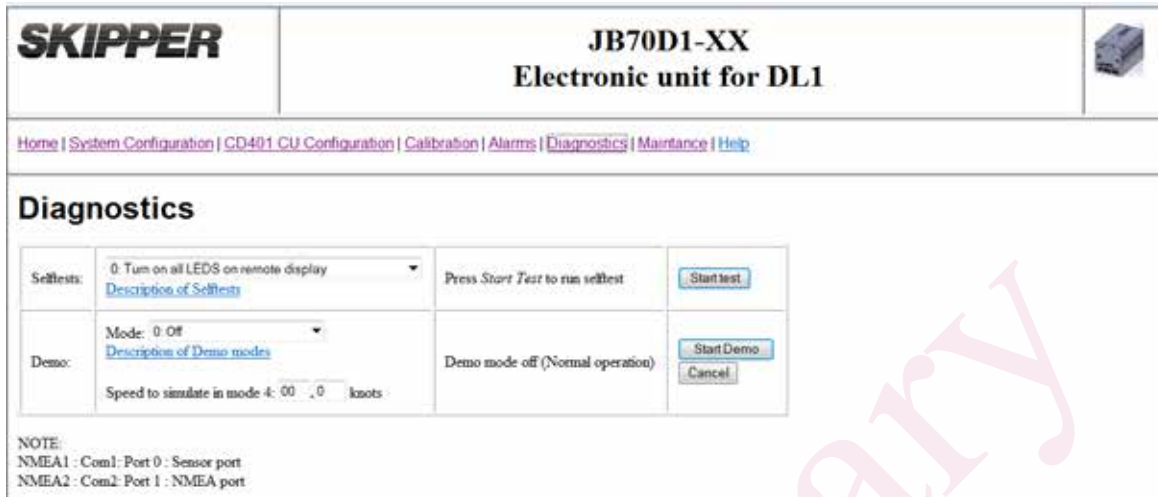 SKIPPER
JB70D1-XX
Electronic unit for DL1
Home | System Configuration | CD401 CU Configuration | Calibration | Alarms | Diagnostics | Maintance | Help
Diagnostics
Selftests: 0: Turn on all LEDS on remote display Press Start Test to run selftest Start test
Description of Selftests
Mode: 0: Off
Description of Demo modes
Demo: Demo mode off (Normal operation) Start Demo
Cancel
Speed to simulate in mode 4: 00 , 0 knots
NOTE:
NMEA1 : Com1: Port 0 : Sensor port
NMEA2 : Com2: Port 1 : NMEA port